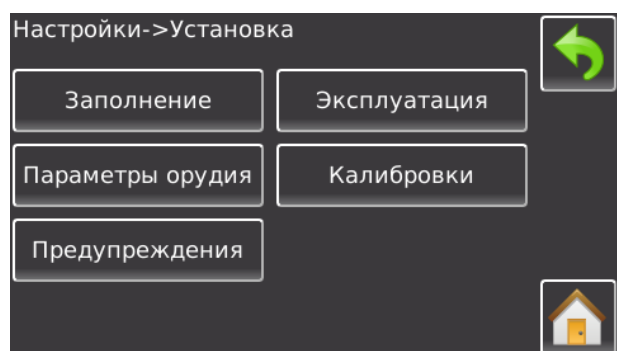 Настройки->Установка
Заполнение
Эксплуатация
Параметры орудия
Калибровки
Предупреждения